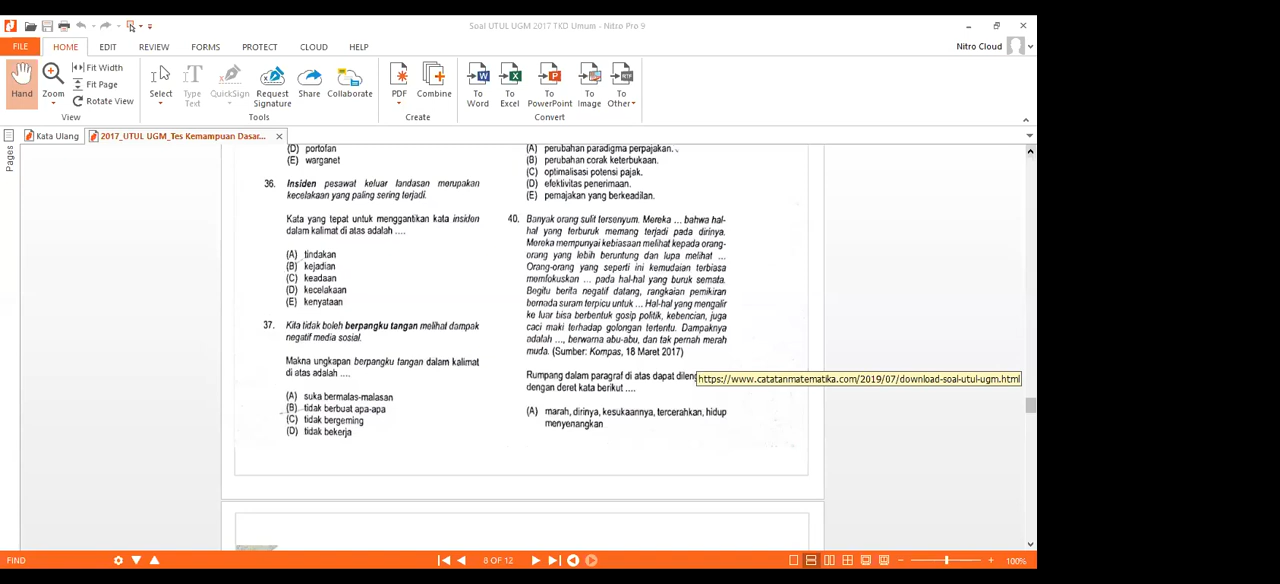 Soal UTUL UGM 2017 TKD Umum - Nitro Pro 9
FILE HOME EDIT REVIEW FORMS PROTECT CLOUD HELP
Nitro Cloud
Hand
Zoom
Fit Width
Fit Page
Rotate View
View
Select
Type Text
QuickSign
Request Signature
Share
Collaborate
Tools
PDF
Combine
Create
To Word
To Excel
To PowerPoint
To Image
To Other
Convert
Pages
Kata Ulang
2017_UTUL UGM_Tes Kemampuan Dasar...
(D) portofan
(E) warganet
36. Insiden pesawat keluar landasan merupakan
kecelakaan yang paling sering terjadi.
Kata yang tepat untuk menggantikan kata insiden
dalam kalimat di atas adalah ....
(A) tindakan
(B) kejadian
(C) keadaan
(D) kecelakaan
(E) kenyataan
37. Kita tidak boleh berpangku tangan melihat dampak
negatif media sosial.
Makna ungkapan berpangku tangan dalam kalimat
di atas adalah ....
(A) suka bermalas-malasan
(B) tidak berbuat apa-apa
(C) tidak bergeming
(D) tidak bekerja
(A) perubahan paradigma perpajakan.
(B) perubahan corak keterbukaan.
(C) optimalisasi potensi pajak.
(D) efektivitas penerimaan.
(E) pemajakan yang berkeadilan.
40. Banyak orang sulit tersenyum. Mereka ... bahwa hal-
hal yang terburuk memang terjadi pada dirinya.
Mereka mempunyai kebiasaan melihat kepada orang-
orang yang lebih beruntung dan lupa melihat ...
Orang-orang yang seperti ini kemudaian terbiasa
memfokuskan ... pada hal-hal yang buruk semata.
Begitu berita negatif datang, rangkaian pemikiran
bernada suram terpicu untuk ... Hal-hal yang mengalir
ke luar bisa berbentuk gosip politik, kebencian, juga
caci maki terhadap golongan tertentu. Dampaknya
adalah ..., berwarna abu-abu, dan tak pernah merah
muda. (Sumber: Kompas, 18 Maret 2017)
Rumpang dalam paragraf di atas dapat dileng
dengan deret kata berikut ....
https://www.catatanmatematika.com/2019/07/download-soal-utul-ugm.html
(A) marah, dirinya, kesukaannya, tercerahkan, hidup
menyenangkan
FIND
8 OF 12
100%